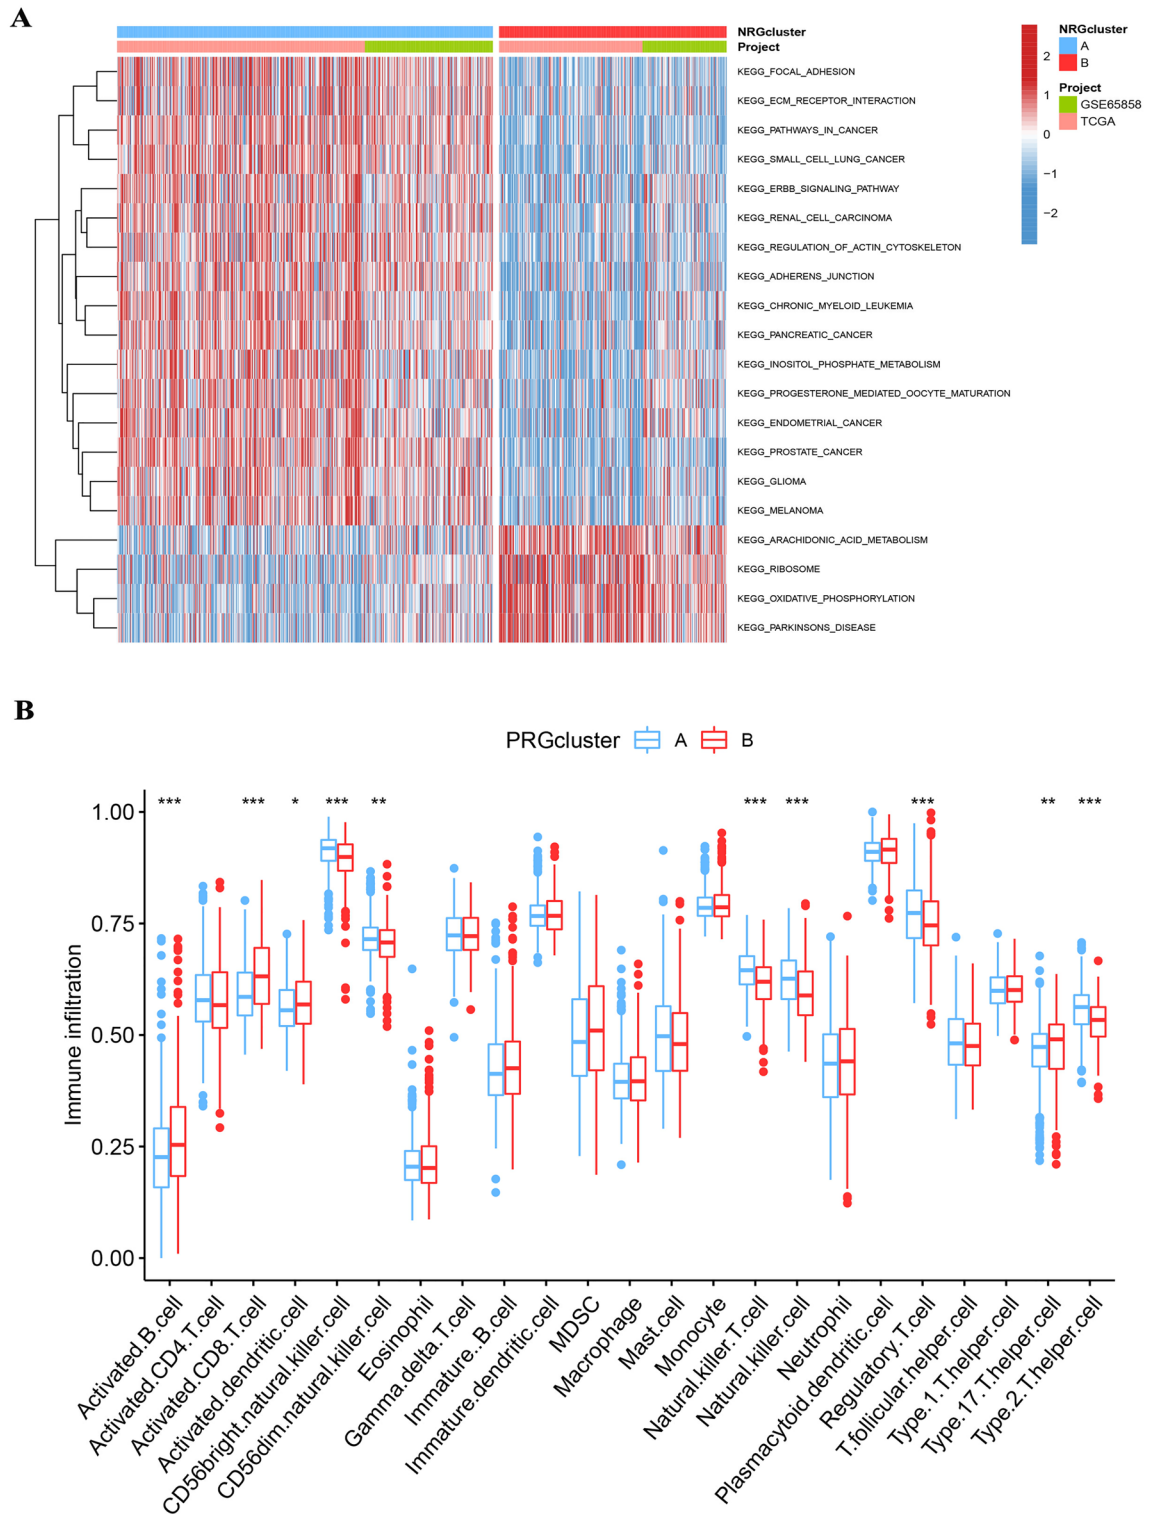 A
NRGcluster
Project
KEGG_FOCAL_ADHESION
KEGG_ECM_RECEPTOR_INTERACTION
KEGG_PATHWAYS_IN_CANCER
KEGG_SMALL_CELL_LUNG_CANCER
KEGG_ERBB_SIGNALING_PATHWAY
KEGG_RENAL_CELL_CARCINOMA
KEGG_REGULATION_OF_ACTIN_CYTOSKELETON
KEGG_ADHERENS_JUNCTION
KEGG_CHRONIC_MYELOID_LEUKEMIA
KEGG_PANCREATIC_CANCER
KEGG_INOSITOL_PHOSPHATE_METABOLISM
KEGG_PROGESTERONE_MEDIATED_OOCYTE_MATURATION
KEGG_ENDOMETRIAL_CANCER
KEGG_PROSTATE_CANCER
KEGG_GLIOMA
KEGG_MELANOMA
KEGG_ARACHIDONIC_ACID_METABOLISM
KEGG_RIBOSOME
KEGG_OXIDATIVE_PHOSPHORYLATION
KEGG_PARKINSONS_DISEASE
2
1
0
−1
−2
NRGcluster
A
B
Project
GSE65858
TCGA
B
PRGcluster A B
*** *** * *** ** *** *** *** ** ***
1.00
0.75
0.50
0.25
0.00
Immune infiltration
Activated.B.cell
Activated.CD4.T.cell
Activated.CD8.T.cell
Activated.dendritic.cell
CD56bright.natural.killer.cell
CD56dim.natural.killer.cell
Eosinophil
Gamma.delta.T.cell
Immature.B.cell
Immature.dendritic.cell
MDSC
Macrophage
Mast.cell
Monocyte
Natural.killer.T.cell
Natural.killer.cell
Neutrophil
Plasmacytoid.dendritic.cell
Regulatory.T.cell
T.follicular.helper.cell
Type.1.T.helper.cell
Type.17.T.helper.cell
Type.2.T.helper.cell